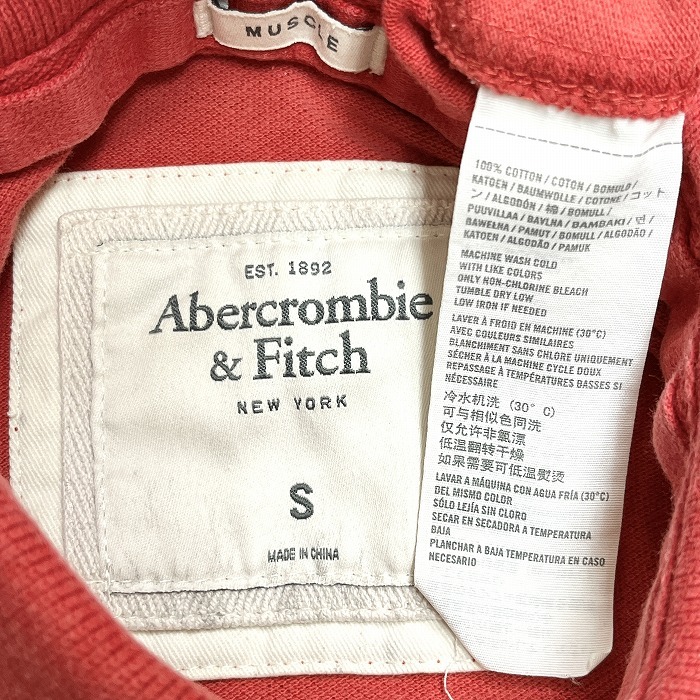 MUSCLE
EST. 1892
Abercrombie
& Fitch
NEW YORK
S
MADE IN CHINA
100% COTTON / COTON / BOMULD /
KATOEN / BAUMWOLLE / COTONE / コット
ン / ALGODÓN / 綿 / BOMULL /
PUUVILLAA / BAYLNA / BAMBAKI / 면 /
BAWEŁNA / PAMUT / BOMULL / ALGODÃO /
KATOEN / ALGODÃO / PAMUK
MACHINE WASH COLD
WITH LIKE COLORS
ONLY NON-CHLORINE BLEACH
TUMBLE DRY LOW
LOW IRON IF NEEDED
LAVER À FROID EN MACHINE (30°C)
AVEC COULEURS SIMILAIRES
BLANCHIMENT SANS CHLORE UNIQUEMENT
SÉCHER À LA MACHINE CYCLE DOUX
REPASSAGE À TEMPÉRATURES BASSES SI
NÉCESSAIRE
冷水机洗 (30°C)
可与相似色同洗
仅允许非氯漂
低温翻转干燥
如果需要可低温熨烫
LAVAR A MÁQUINA CON AGUA FRÍA (30°C)
DEL MISMO COLOR
SÓLO LEJÍA SIN CLORO
SECAR EN SECADORA A TEMPERATURA
BAJA
PLANCHAR A BAJA TEMPERATURA EN CASO
NECESARIO